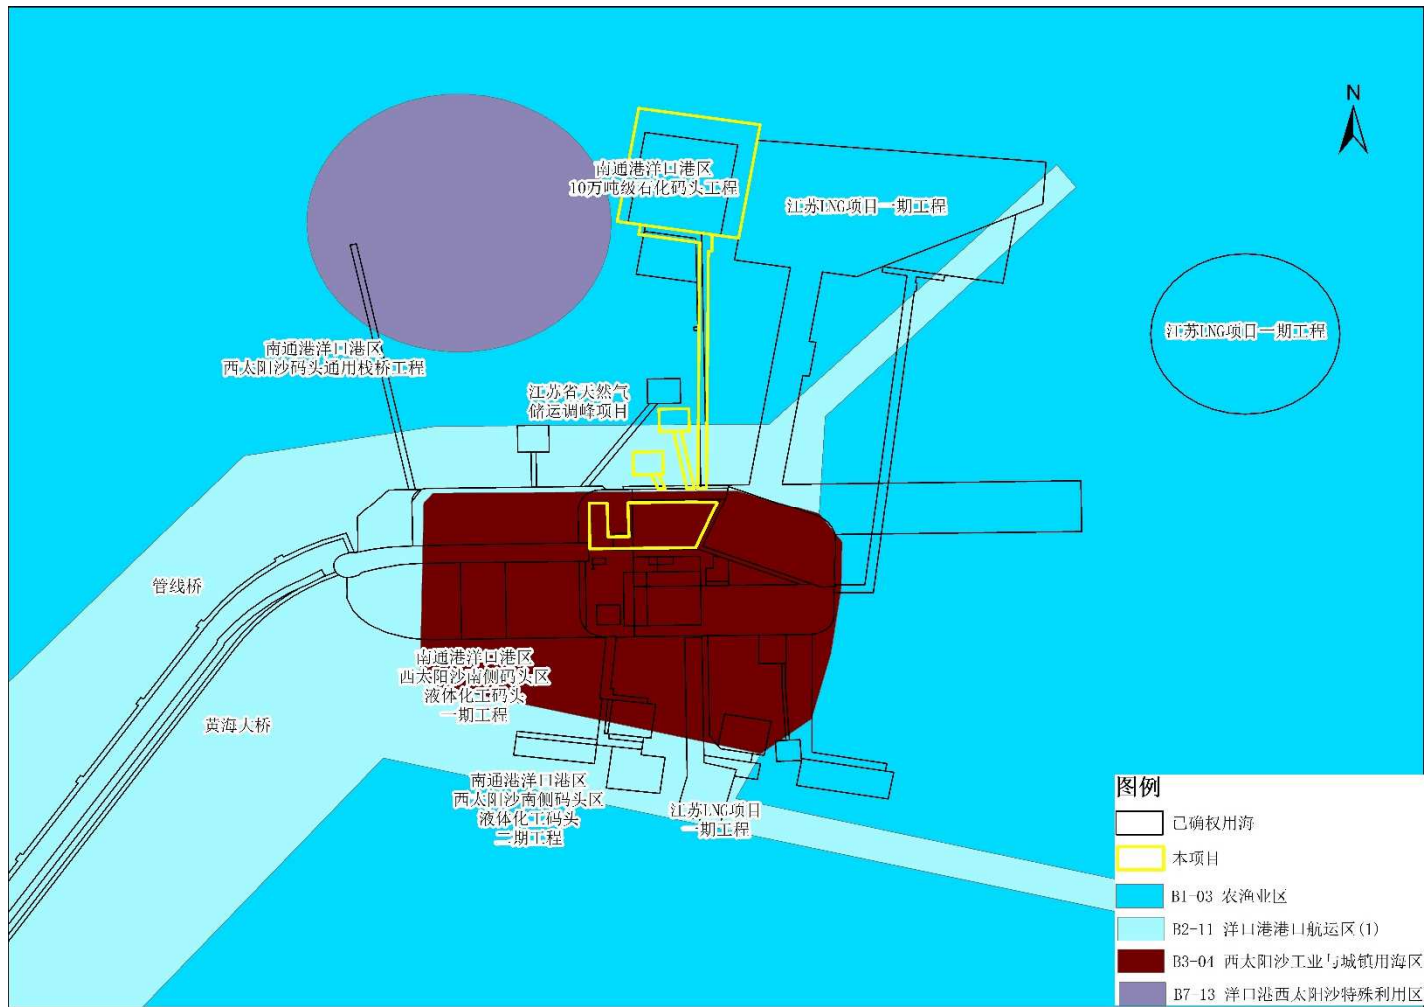 N
南通港洋口港区
10万吨级石化码头工程
江苏LNG项目一期工程
江苏LNG项目一期工程
南通港洋口港区
西太阳沙码头通用栈桥工程
江苏省天然气
储运调峰项目
管线桥
南通港洋口港区
西太阳沙南侧码头区
液体化工码头
一期工程
黄海大桥
南通港洋口港区
西太阳沙南侧码头区
液体化工码头
二期工程
江苏LNG项目
一期工程
图例
已确权用海
本项目
B1-03 农渔业区
B2-11 洋口港港口航运区(1)
B3-04 西太阳沙工业与城镇用海区
B7-13 洋口港西太阳沙特殊利用区